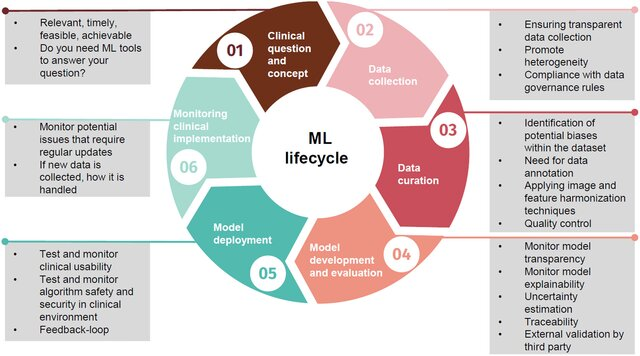 Relevant, timely,
feasible, achievable
Do you need ML tools
to answer your
question?
01
Clinical
question
and
concept
02
Data
collection
Ensuring transparent
data collection
Promote
heterogeneity
Compliance with data
governance rules
03
Data
curation
Identification of
potential biases
within the dataset
Need for data
annotation
Applying image and
feature harmonization
techniques
Quality control
04
Model
development
and evaluation
Monitor model
transparency
Monitor model
explainability
Uncertainty
estimation
Traceability
External validation by
third party
05
Model
deployment
Test and monitor
clinical usability
Test and monitor
algorithm safety and
security in clinical
environment
Feedback-loop
06
Monitoring
clinical
implementation
Monitor potential
issues that require
regular updates
If new data is
collected, how it is
handled
ML
lifecycle